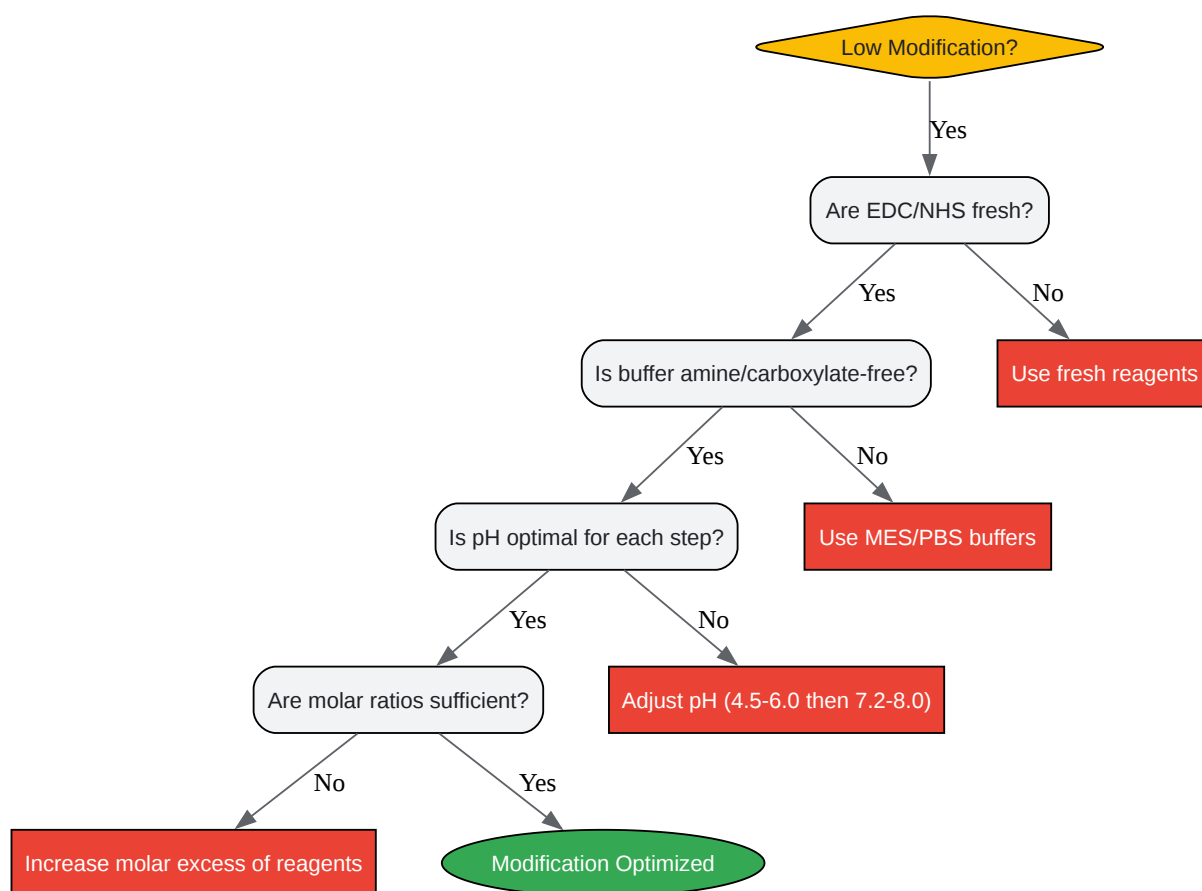 Low Modification?
Yes
Are EDC/NHS fresh?
Yes
No
Is buffer amine/carboxylate-free?
Use fresh reagents
Yes
No
Is pH optimal for each step?
Use MES/PBS buffers
Yes
No
Are molar ratios sufficient?
Adjust pH (4.5-6.0 then 7.2-8.0)
No
Yes
Increase molar excess of reagents
Modification Optimized